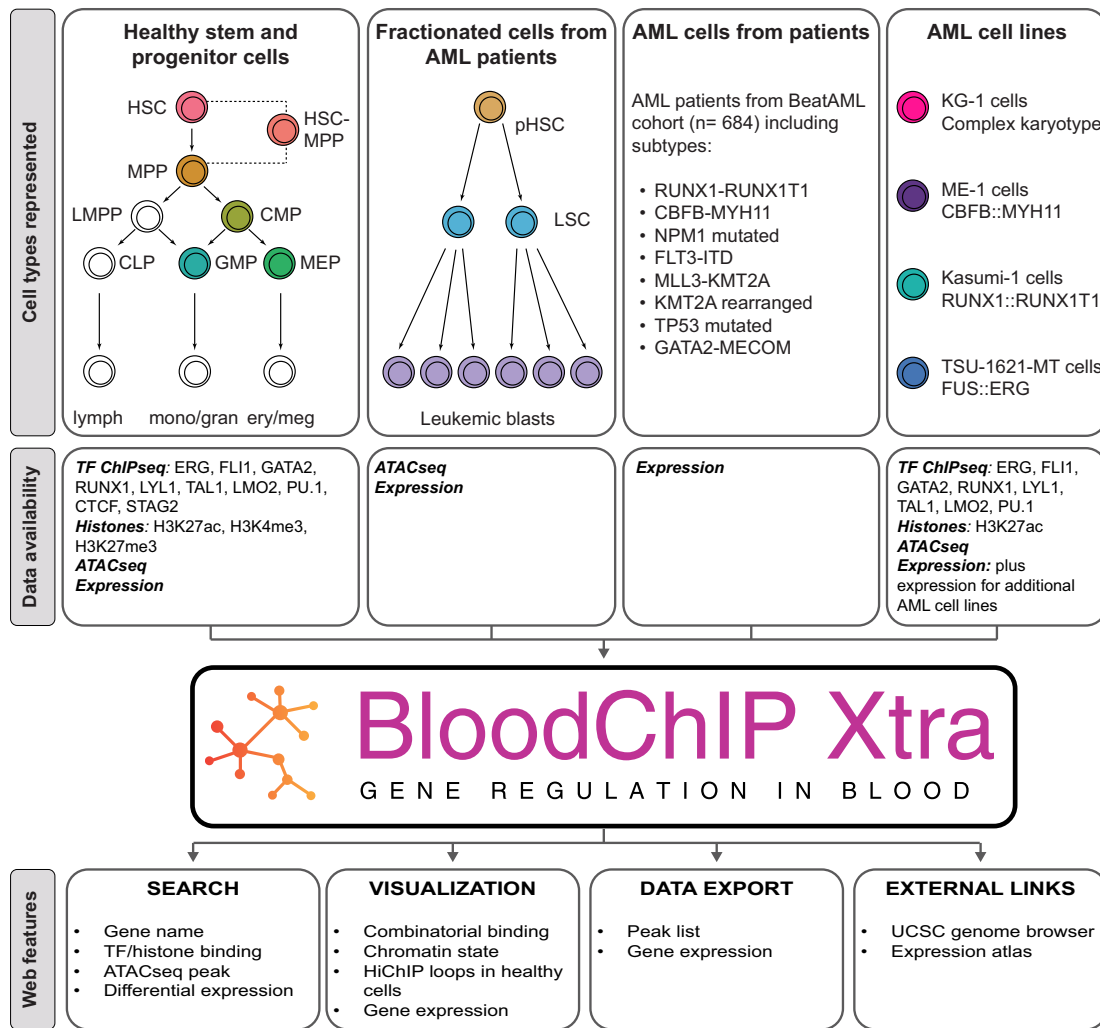 Cell types represented
Healthy stem and
progenitor cells
HSC
HSC-
MPP
MPP
LMPP
CMP
CLP
GMP
MEP
lymph
mono/gran
ery/meg
Fractionated cells from
AML patients
pHSC
LSC
Leukemic blasts
AML cells from patients
AML patients from BeatAML
cohort (n= 684) including
subtypes:
• RUNX1-RUNX1T1
• CBFB-MYH11
• NPM1 mutated
• FLT3-ITD
• MLL3-KMT2A
• KMT2A rearranged
• TP53 mutated
• GATA2-MECOM
AML cell lines
KG-1 cells
Complex karyotype
ME-1 cells
CBFB::MYH11
Kasumi-1 cells
RUNX1::RUNX1T1
TSU-1621-MT cells
FUS::ERG
Data availability
TF ChIPseq: ERG, FLI1, GATA2,
RUNX1, LYL1, TAL1, LMO2, PU.1,
CTCF, STAG2
Histones: H3K27ac, H3K4me3,
H3K27me3
ATACseq
Expression
ATACseq
Expression
Expression
TF ChIPseq: ERG, FLI1,
GATA2, RUNX1, LYL1,
TAL1, LMO2, PU.1
Histones: H3K27ac
ATACseq
Expression: plus
expression for additional
AML cell lines
BloodChIP Xtra
GENE REGULATION IN BLOOD
Web features
SEARCH
• Gene name
• TF/histone binding
• ATACseq peak
• Differential expression
VISUALIZATION
• Combinatorial binding
• Chromatin state
• HiChIP loops in healthy
cells
• Gene expression
DATA EXPORT
• Peak list
• Gene expression
EXTERNAL LINKS
• UCSC genome browser
• Expression atlas